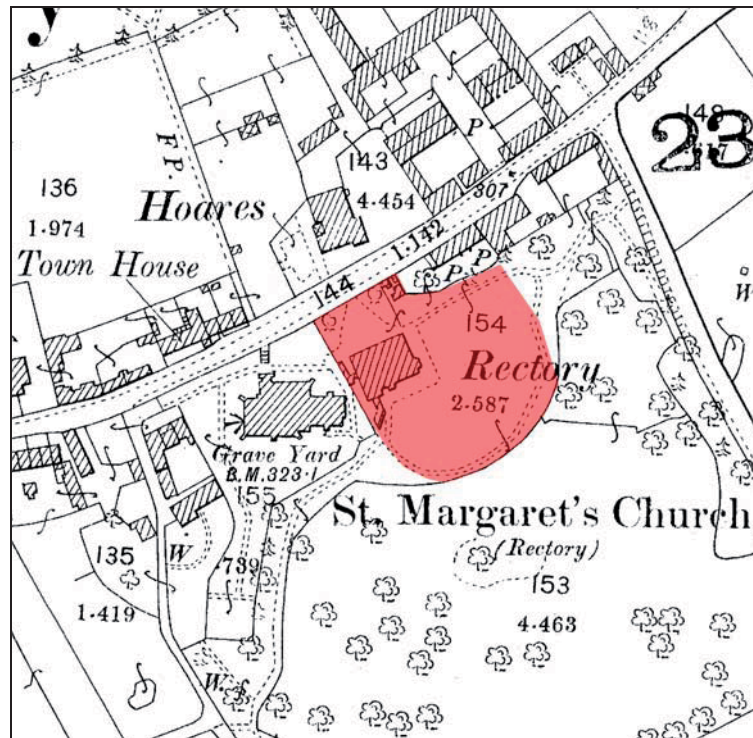 y
148
.117
23
F.P.
P
143
4.454
307
136
1.974
Hoares
Town House
144
1.142
P
P
W
154
Rectory
2.587
Grave Yard
B.M.323·1
155
St. Margaret's Church
(Rectory)
135
W
.739
153
1.419
4.463
W